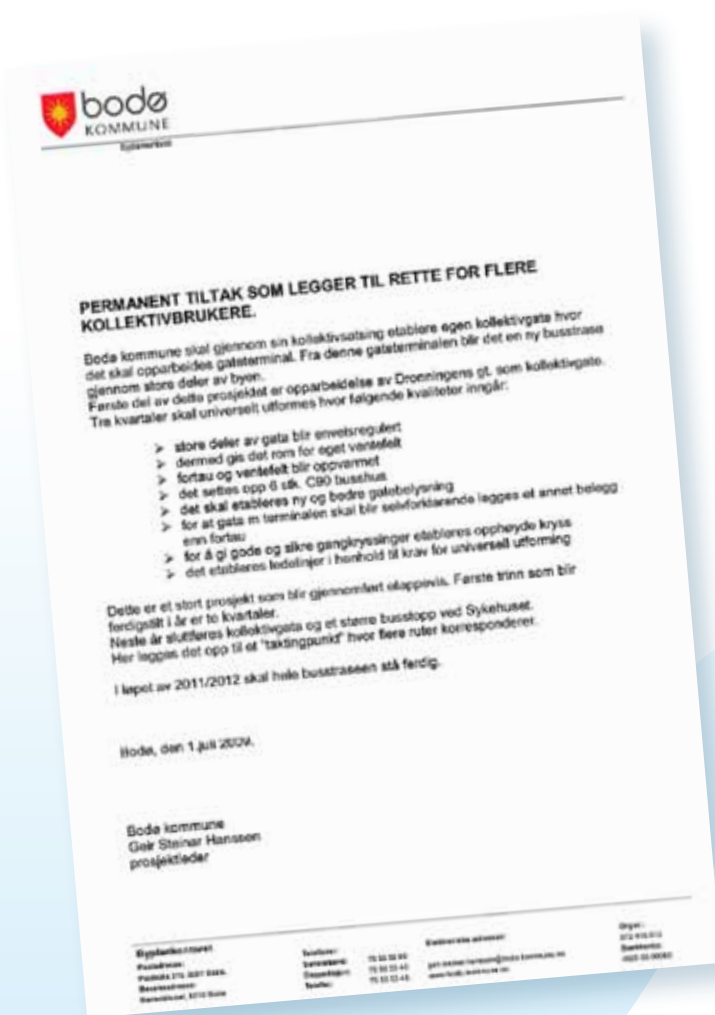 bodø
KOMMUNE
PERMANENT TILTAK SOM LEGGER TIL RETTE FOR FLERE
KOLLEKTIVBRUKERE.
Bodø kommune skal gjennom sin kollektivsatsing etablere egen kollektivgate hvor
det skal opparbeides gateterminal. Fra denne gateterminalen blir det en ny busstrase
gjennom store deler av byen.
Første del av dette prosjektet er opparbeidelse av Dronningens gt. som kollektivgate.
Tre kvartaler skal universelt utformes hvor følgende kvaliteter inngår:
➢ store deler av gata blir enveisregulert
➢ dermed gis det rom for eget ventefelt
➢ fortau og ventefelt blir oppvarmet
➢ det settes opp 6 stk. C90 busshus
➢ det skal etableres ny og bedre gatebelysning
➢ for at gata m terminalen skal blir selvforklarende legges et annet belegg
enn fortau
➢ for å gi gode og sikre gangkryssinger etableres opphøyde kryss
➢ det etableres ledelinjer i henhold til krav for universell utforming
Dette er et stort prosjekt som blir gjennomført etappevis. Første trinn som blir
ferdigstilt i år er to kvartaler.
Neste år sluttføres kollektivgata og et større busstopp ved Sykehuset.
Her legges det opp til et "taktingpunkt" hvor flere ruter korresponderer.
I løpet av 2011/2012 skal hele busstraseen stå ferdig.
Bodø, den 1.juli 2009.
Bodø kommune
Geir Steinar Hanssen
prosjektleder
Byplankontoret
Postadresse:
Besøksadresse:
Telefoner:
Telefax: